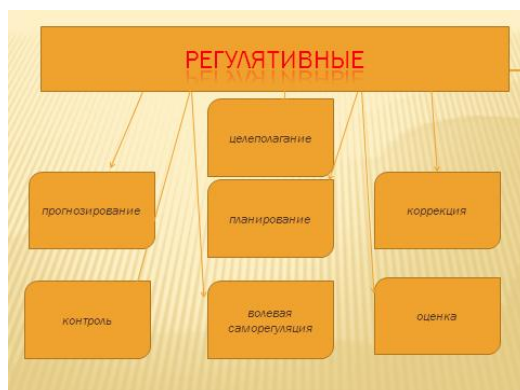 РЕГУЛЯТИВНЫЕ
целеполагание
прогнозирование
планирование
коррекция
контроль
волевая
саморегуляция
оценка